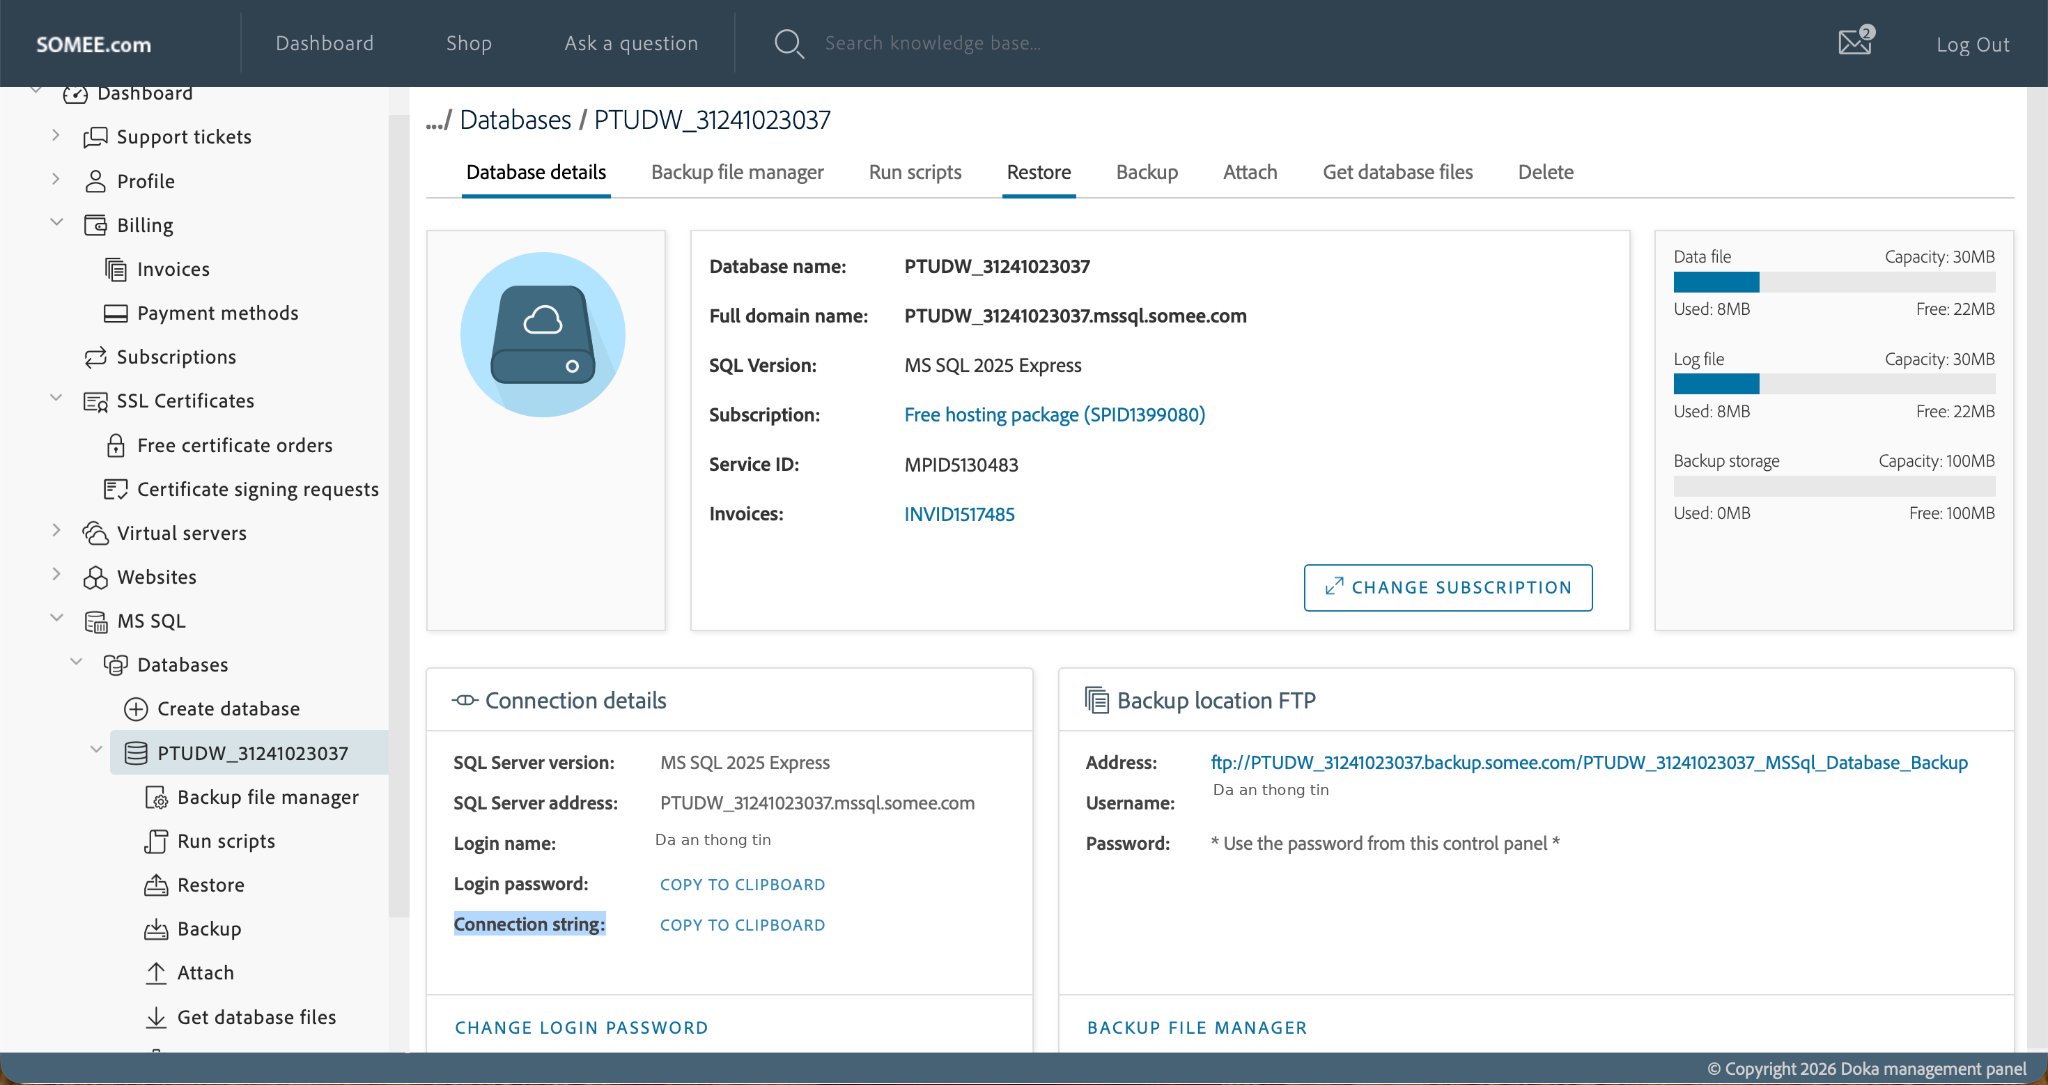 SOMEE.com
Dashboard
Shop
Ask a question
Search knowledge base...
2
Log Out
Dashboard
Support tickets
Profile
Billing
Invoices
Payment methods
Subscriptions
SSL Certificates
Free certificate orders
Certificate signing requests
Virtual servers
Websites
MS SQL
Databases
Create database
PTUDW_31241023037
Backup file manager
Run scripts
Restore
Backup
Attach
Get database files
.../ Databases / PTUDW_31241023037
Database details
Backup file manager
Run scripts
Restore
Backup
Attach
Get database files
Delete
Database name: PTUDW_31241023037
Full domain name: PTUDW_31241023037.mssql.somee.com
SQL Version: MS SQL 2025 Express
Subscription: Free hosting package (SPID1399080)
Service ID: MPID5130483
Invoices: INVID1517485
CHANGE SUBSCRIPTION
Data file Capacity: 30MB
Used: 8MB Free: 22MB
Log file Capacity: 30MB
Used: 8MB Free: 22MB
Backup storage Capacity: 100MB
Used: 0MB Free: 100MB
Connection details
SQL Server version: MS SQL 2025 Express
SQL Server address: PTUDW_31241023037.mssql.somee.com
Login name: Da an thong tin
Login password: COPY TO CLIPBOARD
Connection string: COPY TO CLIPBOARD
CHANGE LOGIN PASSWORD
Backup location FTP
Address: ftp://PTUDW_31241023037.backup.somee.com/PTUDW_31241023037_MSSql_Database_Backup
Username: Da an thong tin
Password: * Use the password from this control panel *
BACKUP FILE MANAGER
© Copyright 2026 Doka management panel